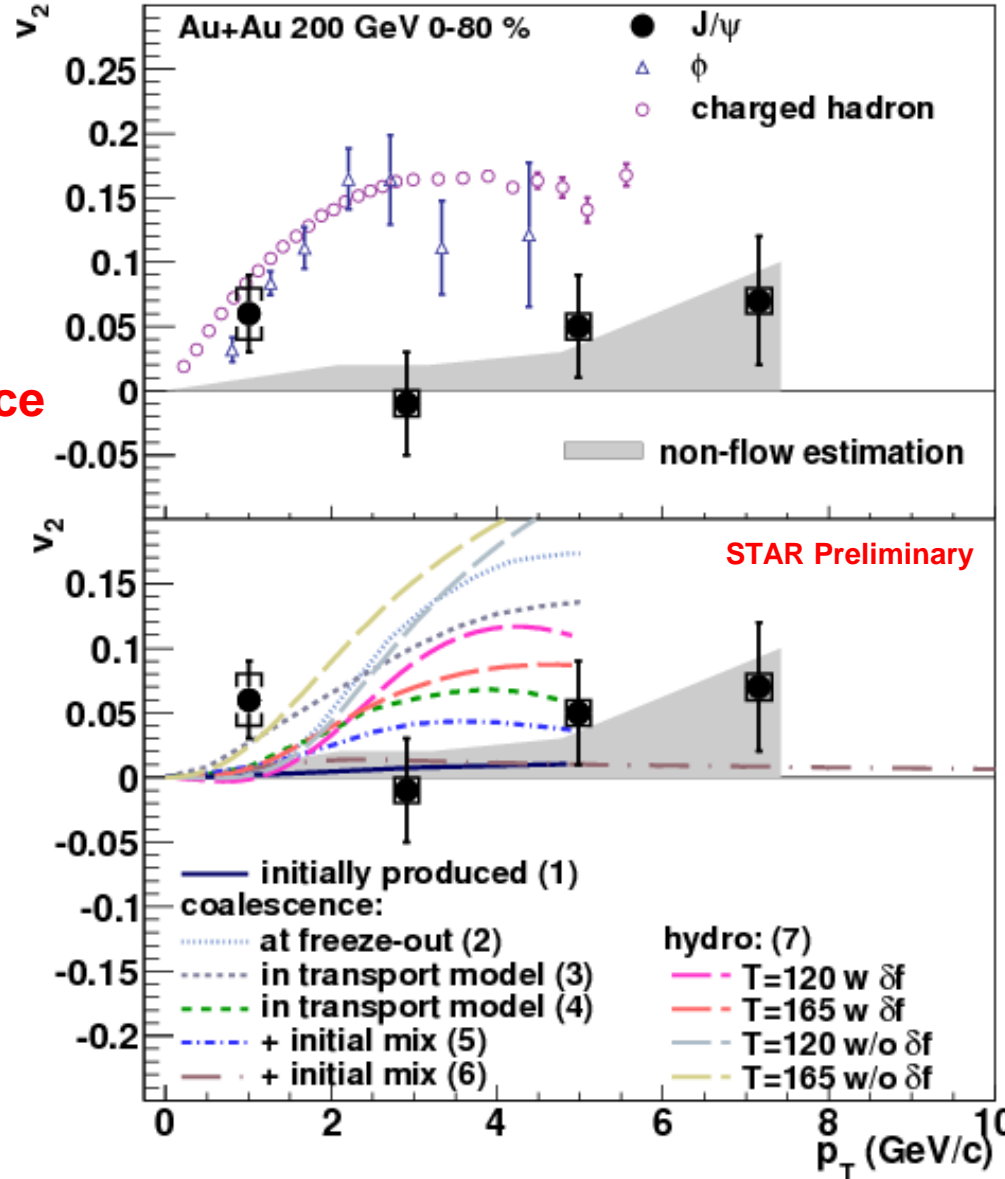 v2
Au+Au 200 GeV 0-80 %
J/ψ
ϕ
charged hadron
0.25
0.2
0.15
0.1
0.05
0
-0.05
ce
non-flow estimation
v2
STAR Preliminary
0.15
0.1
0.05
0
-0.05
-0.1
-0.15
-0.2
initially produced (1)
coalescence:
at freeze-out (2)
in transport model (3)
in transport model (4)
+ initial mix (5)
+ initial mix (6)
hydro: (7)
T=120 w δf
T=165 w δf
T=120 w/o δf
T=165 w/o δf
0 2 4 6 8 10
pT (GeV/c)